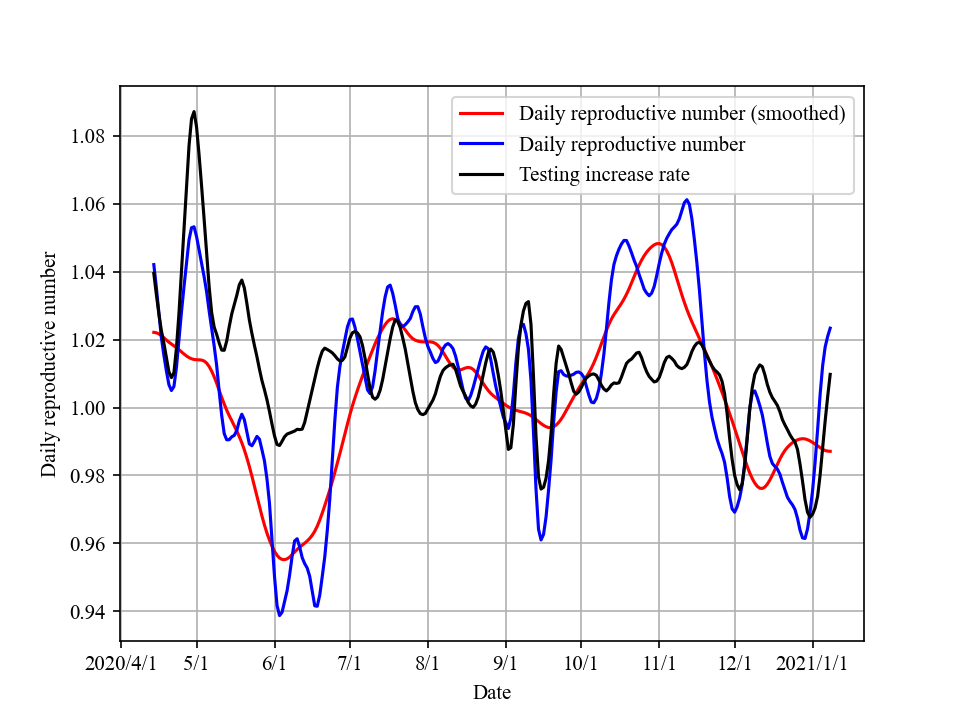 Daily reproductive number (smoothed)
Daily reproductive number
Testing increase rate
Daily reproductive number
1.08
1.06
1.04
1.02
1.00
0.98
0.96
0.94
2020/4/1 5/1 6/1 7/1 8/1 9/1 10/1 11/1 12/1 2021/1/1
Date